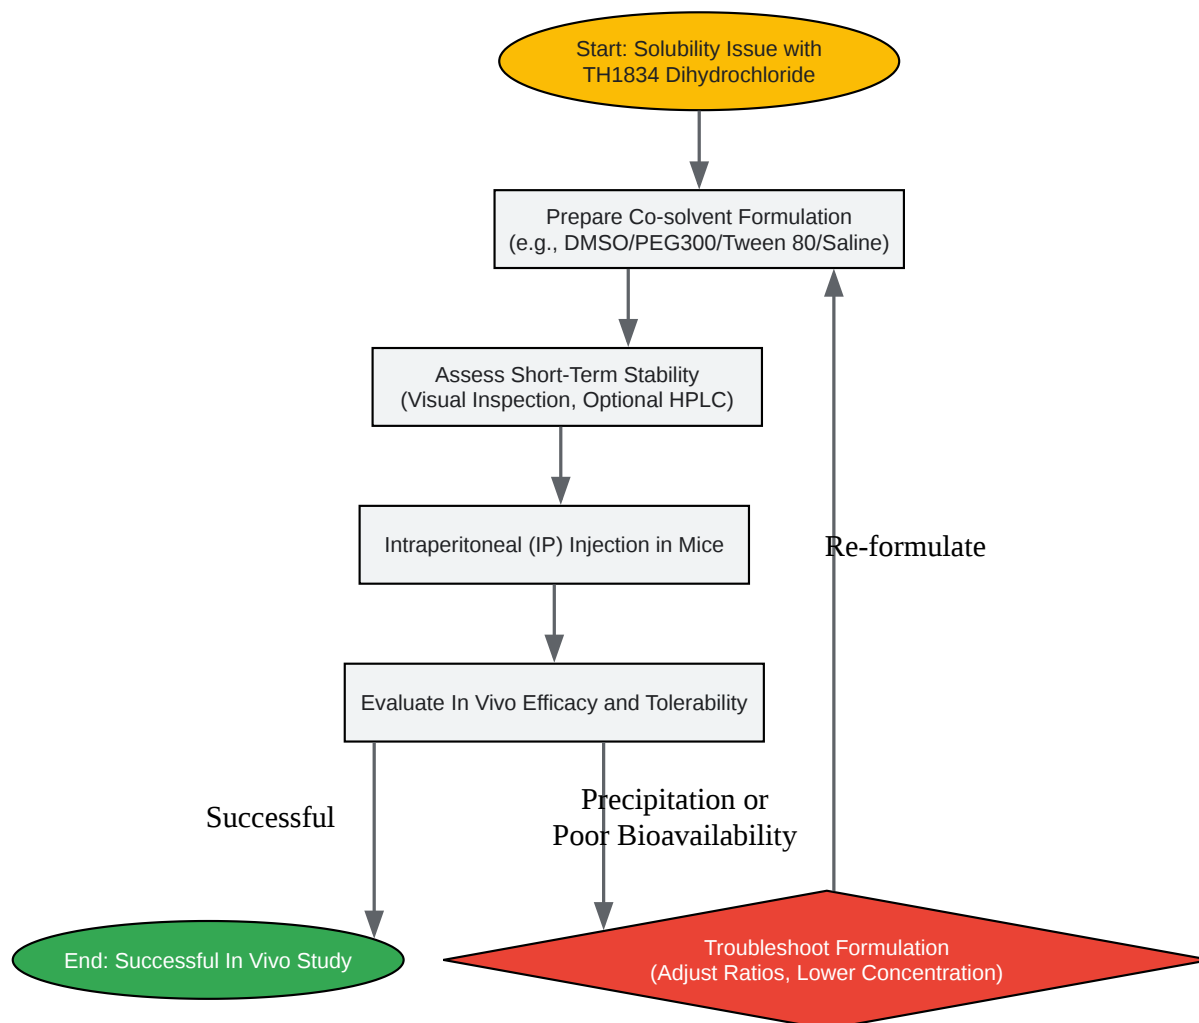 Start: Solubility Issue with
TH1834 Dihydrochloride
Prepare Co-solvent Formulation
(e.g., DMSO/PEG300/Tween 80/Saline)
Assess Short-Term Stability
(Visual Inspection, Optional HPLC)
Intraperitoneal (IP) Injection in Mice
Re-formulate
Evaluate In Vivo Efficacy and Tolerability
Successful
Precipitation or
Poor Bioavailability
End: Successful In Vivo Study
Troubleshoot Formulation
(Adjust Ratios, Lower Concentration)